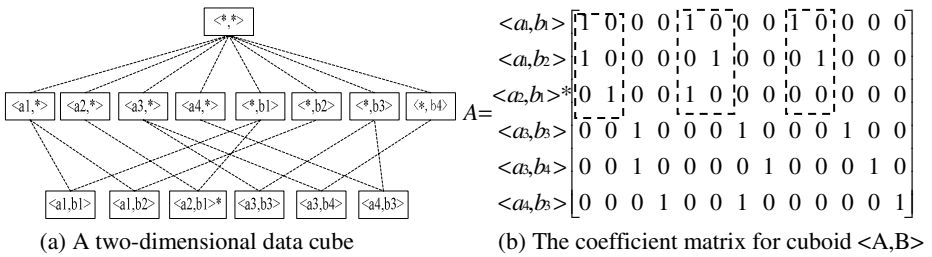 <*,*>
<a1,*> <a2,*> <a3,*> <a4,*> <*,b1> <*,b2> <*,b3> <*,b4>
<a1,b1> <a1,b2> <a2,b1>* <a3,b3> <a3,b4> <a4,b3>
(a) A two-dimensional data cube
A=
<a1,b1> 1 0 0 0 1 0 0 0 1 0 0 0 0
<a1,b2> 1 0 0 0 0 1 0 0 0 1 0 0 0
<a2,b1>* 0 1 0 0 1 0 0 0 0 0 0 0 0
<a3,b3> 0 0 1 0 0 0 1 0 0 0 1 0 0
<a3,b4> 0 0 1 0 0 0 0 1 0 0 0 1 0
<a4,b3> 0 0 0 1 0 0 1 0 0 0 0 0 1
(b) The coefficient matrix for cuboid <A,B>